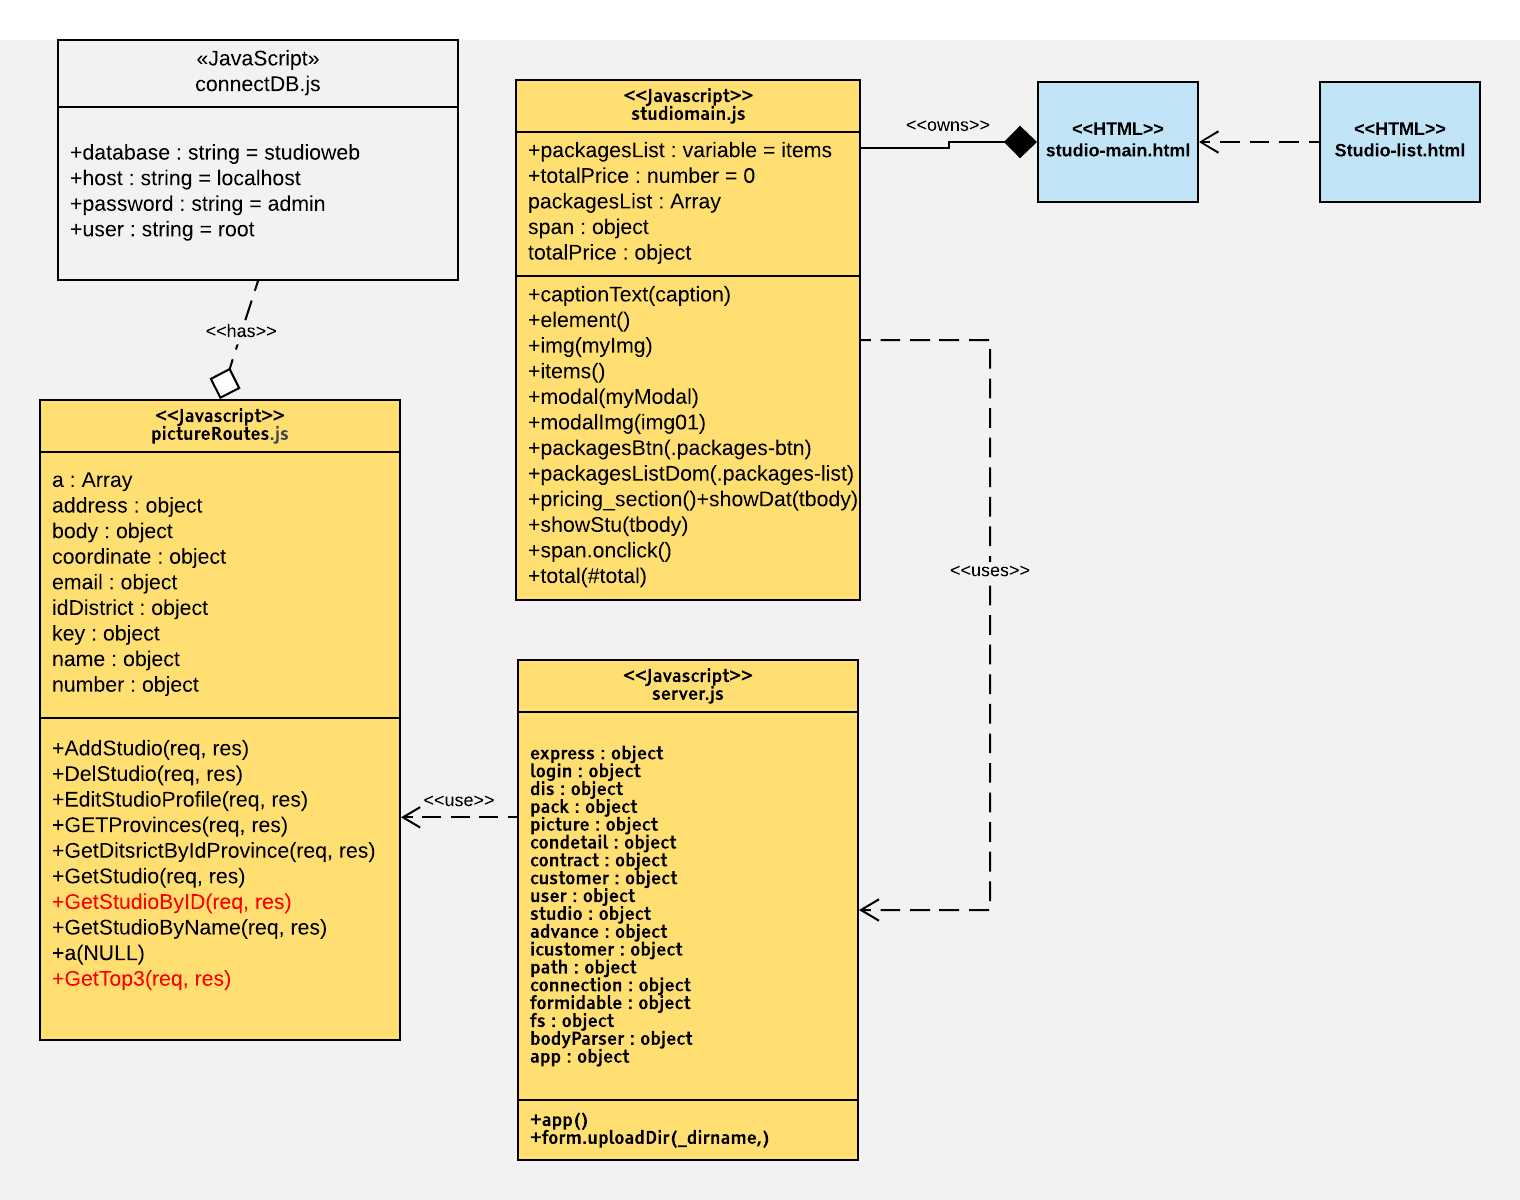 «JavaScript»
connectDB.js
+database : string = studioweb
+host : string = localhost
+password : string = admin
+user : string = root
<<has>>
<<Javascript>>
pictureRoutes.js
a : Array
address : object
body : object
coordinate : object
email : object
idDistrict : object
key : object
name : object
number : object
+AddStudio(req, res)
+DelStudio(req, res)
+EditStudioProfile(req, res)
+GETProvinces(req, res)
+GetDitsrictByIdProvince(req, res)
+GetStudio(req, res)
+GetStudioByID(req, res)
+GetStudioByName(req, res)
+a(NULL)
+GetTop3(req, res)
<<use>>
<<Javascript>>
studiomain.js
+packagesList : variable = items
+totalPrice : number = 0
packagesList : Array
span : object
totalPrice : object
+captionText(caption)
+element()
+img(myImg)
+items()
+modal(myModal)
+modalImg(img01)
+packagesBtn(.packages-btn)
+packagesListDom(.packages-list)
+pricing_section()+showDat(tbody)
+showStu(tbody)
+span.onclick()
+total(#total)
<<owns>>
<<HTML>>
studio-main.html
<<HTML>>
Studio-list.html
<<uses>>
<<Javascript>>
server.js
express : object
login : object
dis : object
pack : object
picture : object
condetail : object
contract : object
customer : object
user : object
studio : object
advance : object
icustomer : object
path : object
connection : object
formidable : object
fs : object
bodyParser : object
app : object
+app()
+form.uploadDir(_dirname,)